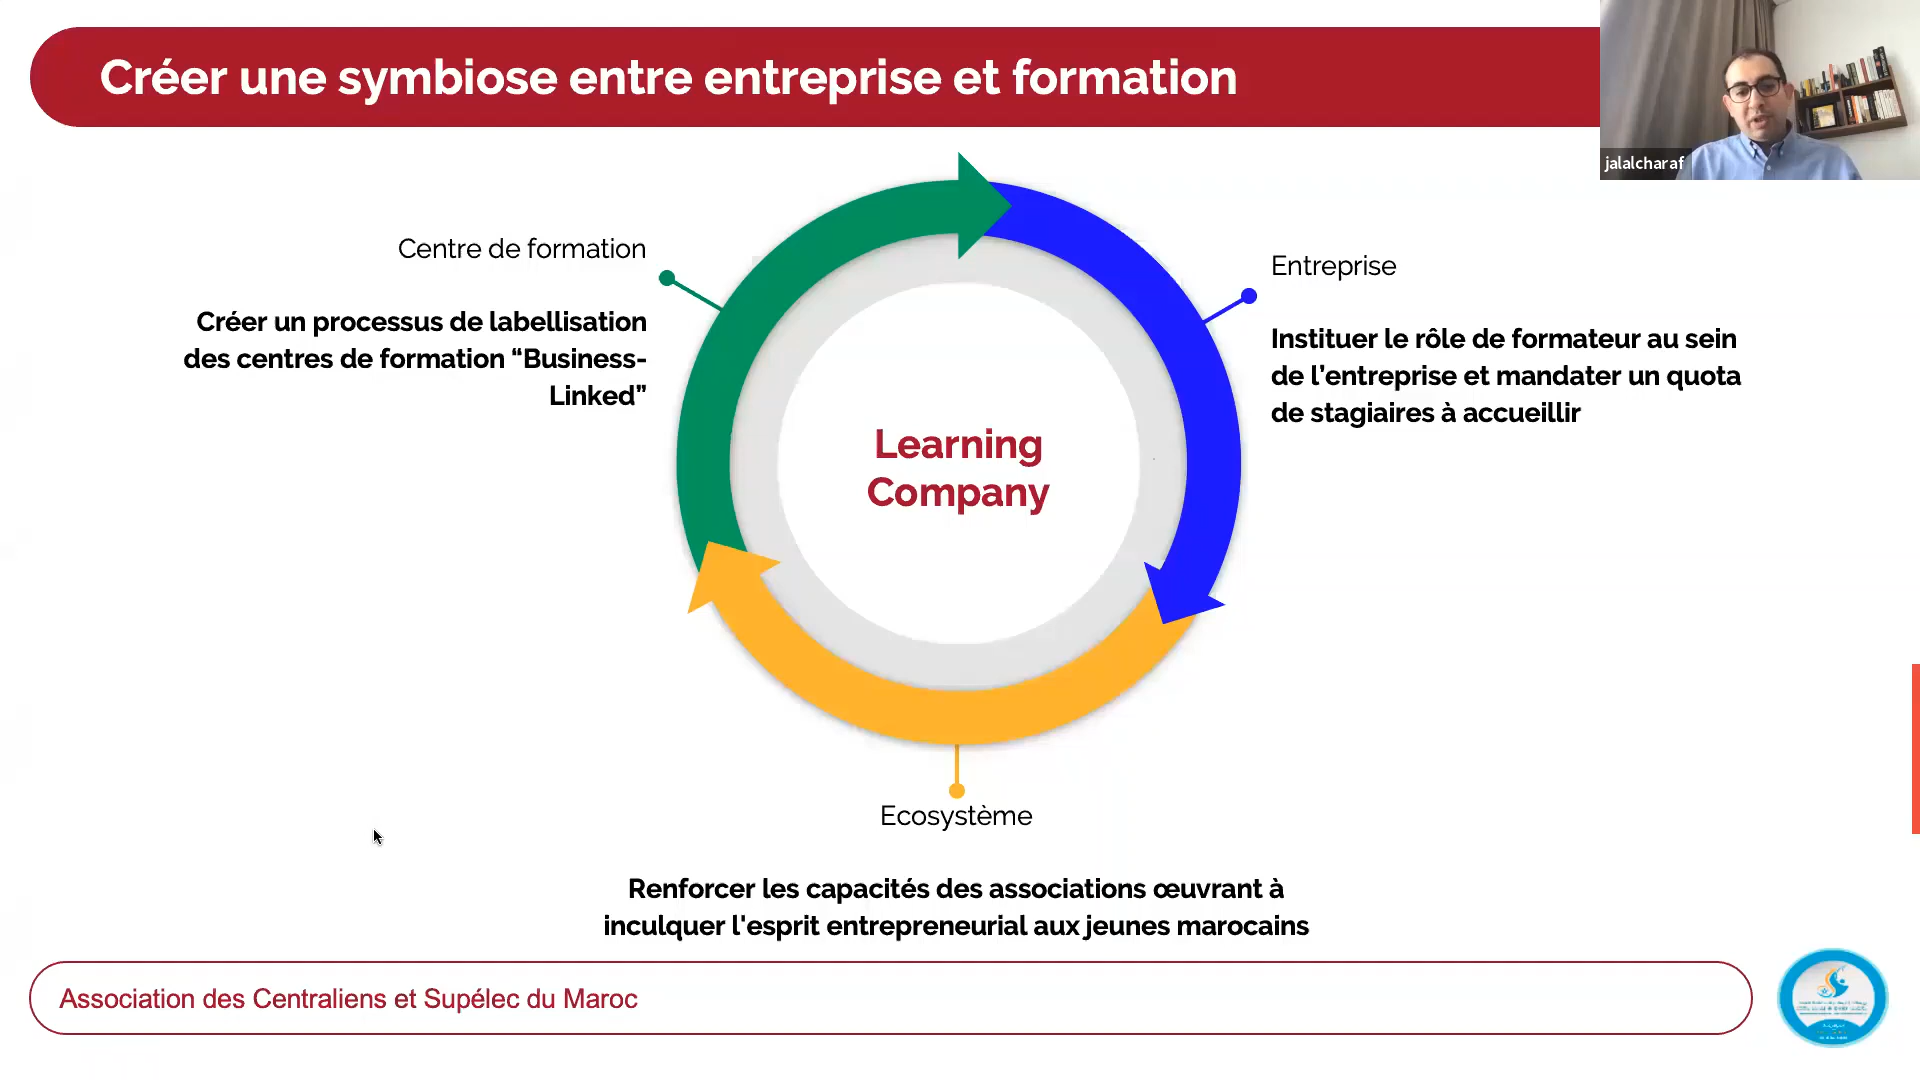 Créer une symbiose entre entreprise et formation
jalalcharaf
Centre de formation
Créer un processus de labellisation
des centres de formation “Business-
Linked”
Entreprise
Instituer le rôle de formateur au sein
de l’entreprise et mandater un quota
de stagiaires à accueillir
Learning
Company
Ecosystème
Renforcer les capacités des associations œuvrant à
inculquer l'esprit entrepreneurial aux jeunes marocains
Association des Centraliens et Supélec du Maroc